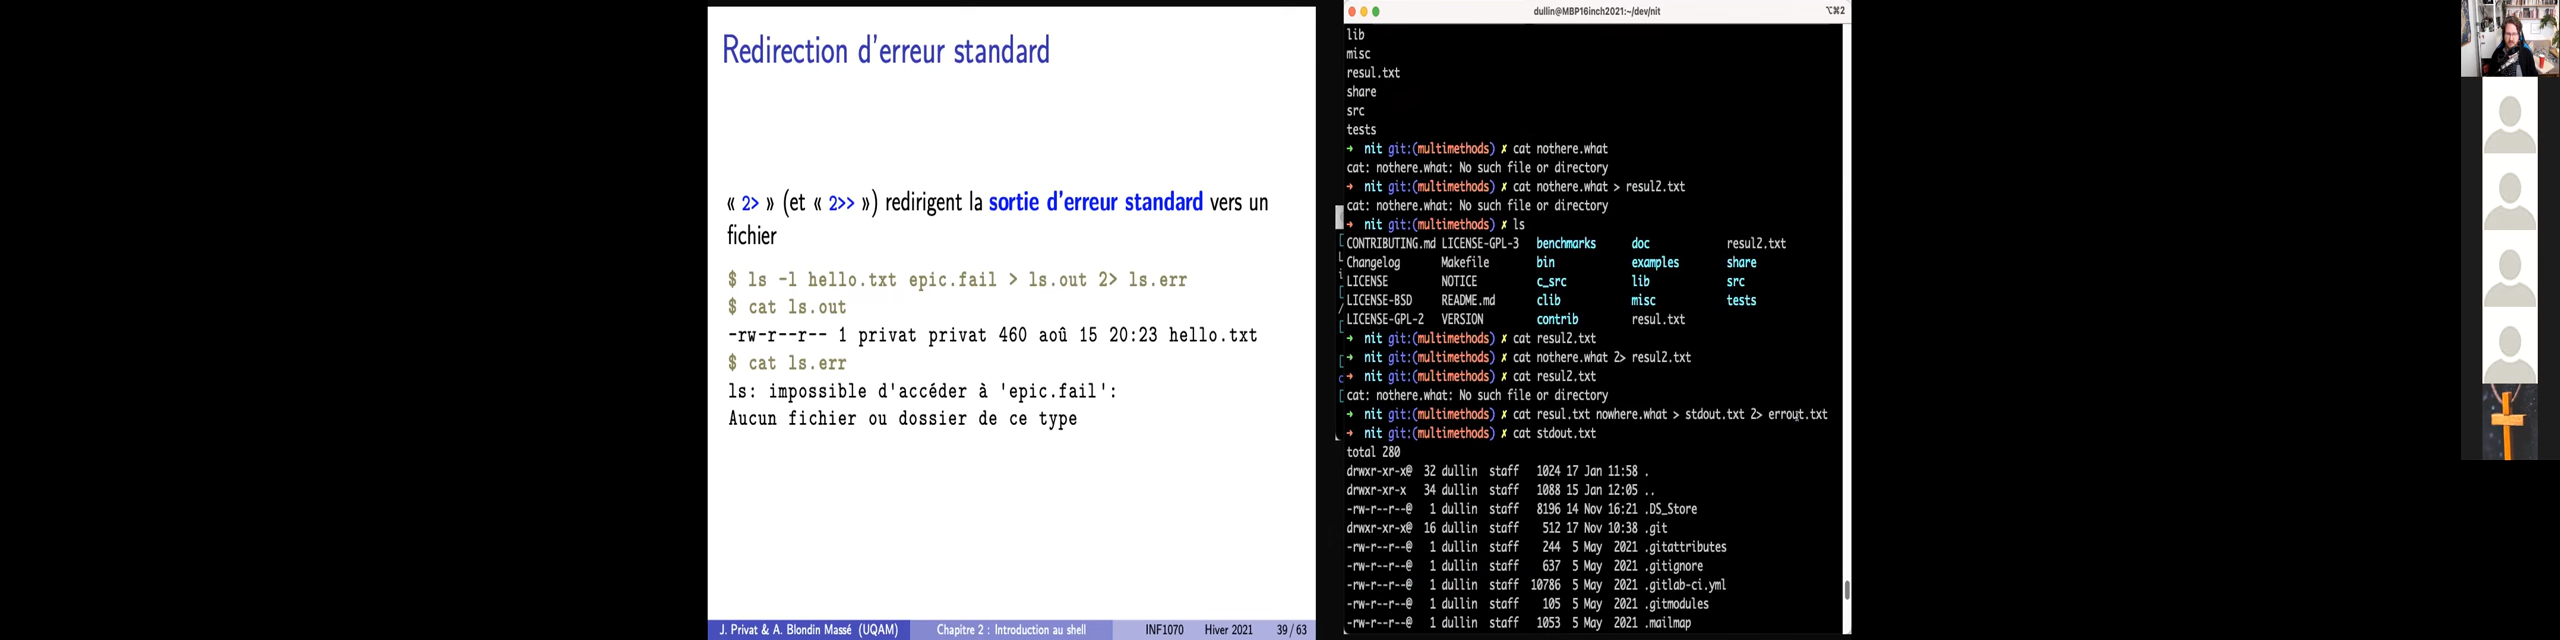 Redirection d'erreur standard
« 2> » (et « 2>> ») redirigent la sortie d'erreur standard vers un
fichier
$ ls -l hello.txt epic.fail > ls.out 2> ls.err
$ cat ls.out
-rw-r--r-- 1 privat privat 460 aoû 15 20:23 hello.txt
$ cat ls.err
ls: impossible d'accéder à 'epic.fail':
Aucun fichier ou dossier de ce type
J. Privat & A. Blondin Massé (UQAM) Chapitre 2 : Introduction au shell INF1070 Hiver 2021 39 / 63
dullin@MBP16inch2021:~/dev/nit ⌥⌘2
lib
misc
resul.txt
share
src
tests
→ nit git:(multimethods) ✗ cat nothere.what
cat: nothere.what: No such file or directory
→ nit git:(multimethods) ✗ cat nothere.what > resul2.txt
cat: nothere.what: No such file or directory
→ nit git:(multimethods) ✗ ls
CONTRIBUTING.md LICENSE-GPL-3 benchmarks doc resul2.txt
Changelog Makefile bin examples share
LICENSE NOTICE c_src lib src
LICENSE-BSD README.md clib misc tests
LICENSE-GPL-2 VERSION contrib resul.txt
→ nit git:(multimethods) ✗ cat resul2.txt
→ nit git:(multimethods) ✗ cat nothere.what 2> resul2.txt
→ nit git:(multimethods) ✗ cat resul2.txt
cat: nothere.what: No such file or directory
→ nit git:(multimethods) ✗ cat resul.txt nowhere.what > stdout.txt 2> errout.txt
→ nit git:(multimethods) ✗ cat stdout.txt
total 280
drwxr-xr-x@ 32 dullin staff 1024 17 Jan 11:58 .
drwxr-xr-x 34 dullin staff 1088 15 Jan 12:05 ..
-rw-r--r--@ 1 dullin staff 8196 14 Nov 16:21 .DS_Store
drwxr-xr-x@ 16 dullin staff 512 17 Nov 10:38 .git
-rw-r--r--@ 1 dullin staff 244 5 May 2021 .gitattributes
-rw-r--r--@ 1 dullin staff 637 5 May 2021 .gitignore
-rw-r--r--@ 1 dullin staff 10786 5 May 2021 .gitlab-ci.yml
-rw-r--r--@ 1 dullin staff 105 5 May 2021 .gitmodules
-rw-r--r--@ 1 dullin staff 1053 5 May 2021 .mailmap